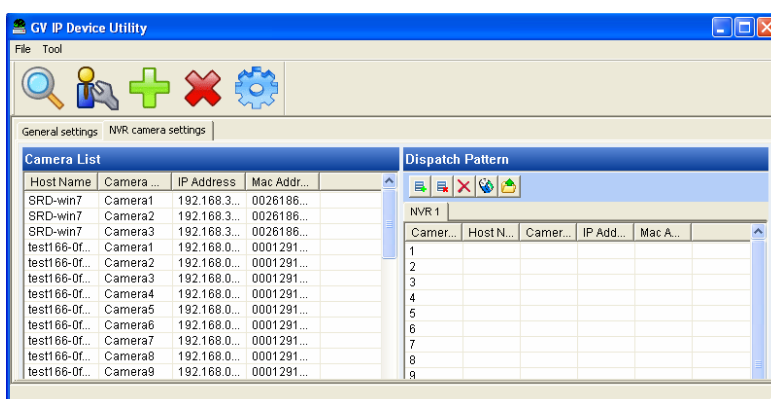 GV IP Device Utility
File Tool
General settings NVR camera settings
Camera List
Host Name Camera ... IP Address Mac Addr...
SRD-win7 Camera1 192.168.3... 0026186...
SRD-win7 Camera2 192.168.3... 0026186...
SRD-win7 Camera3 192.168.3... 0026186...
test166-0f... Camera1 192.168.0... 0001291...
test166-0f... Camera2 192.168.0... 0001291...
test166-0f... Camera3 192.168.0... 0001291...
test166-0f... Camera4 192.168.0... 0001291...
test166-0f... Camera5 192.168.0... 0001291...
test166-0f... Camera6 192.168.0... 0001291...
test166-0f... Camera7 192.168.0... 0001291...
test166-0f... Camera8 192.168.0... 0001291...
test166-0f... Camera9 192.168.0... 0001291...
Dispatch Pattern
NVR 1
Camer... Host N... Camer... IP Add... Mac A...
1
2
3
4
5
6
7
8
9